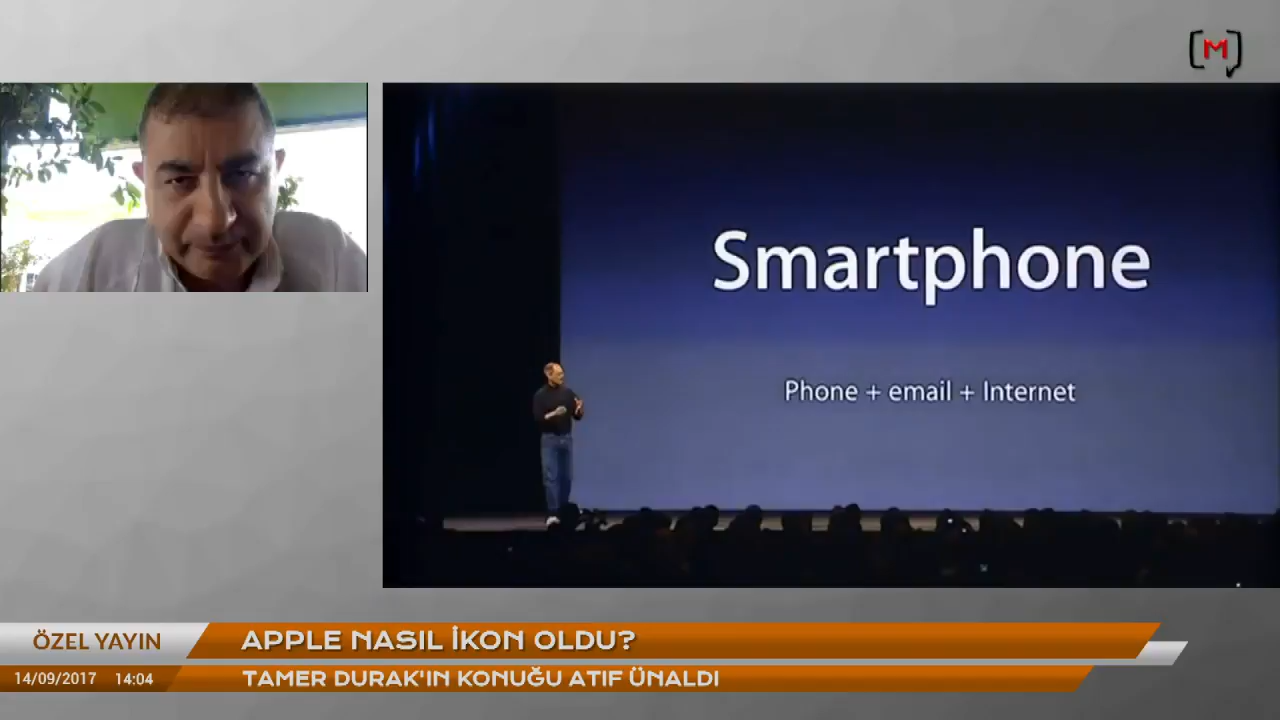 M
Smartphone
Phone + email + Internet
ÖZEL YAYIN
APPLE NASIL İKON OLDU?
14/09/2017 14:04
TAMER DURAK'IN KONUĞU ATIF ÜNALDI